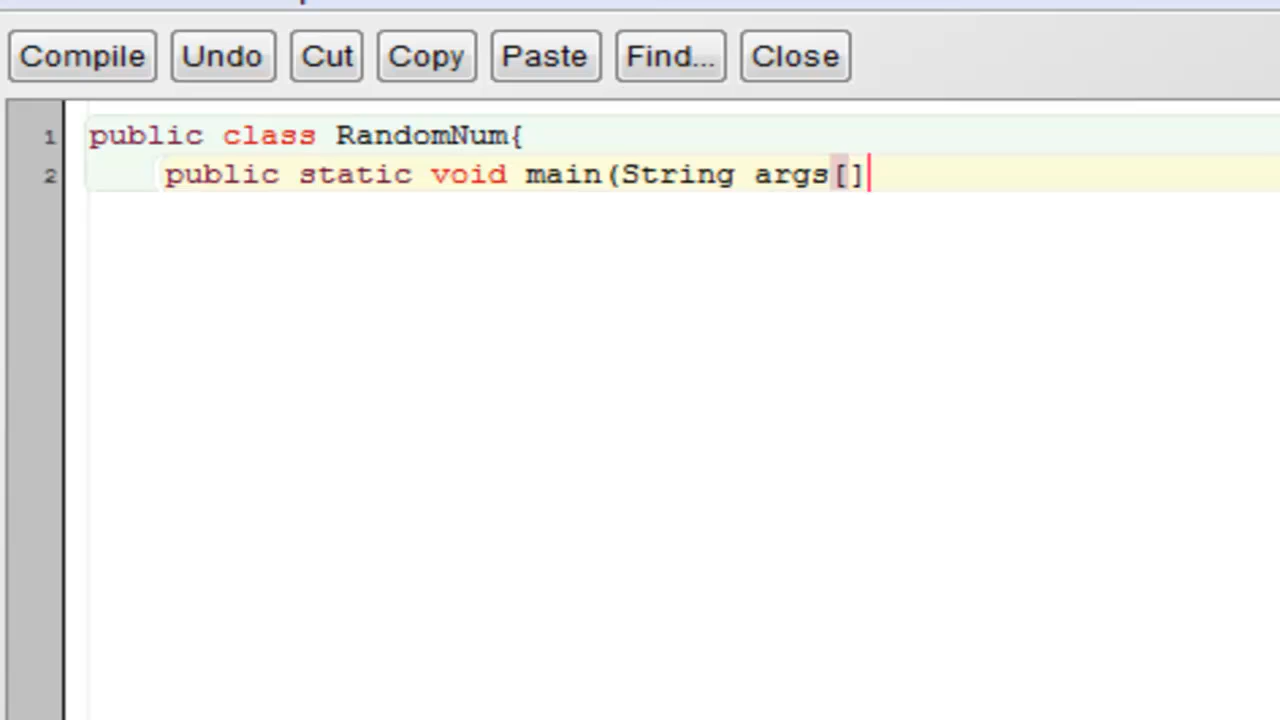 Compile Undo Cut Copy Paste Find... Close
1 public class RandomNum{
2 public static void main(String args[]